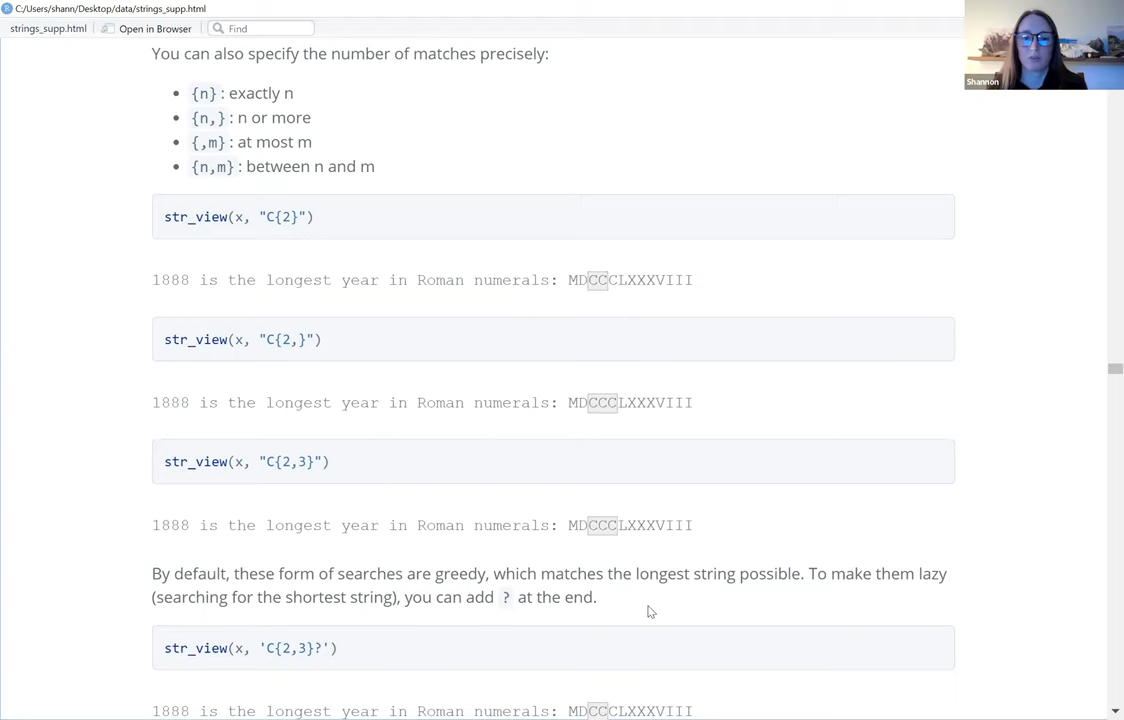 C:/Users/shann/Desktop/data/strings_supp.html
strings_supp.html Open in Browser Find
Shannon
You can also specify the number of matches precisely:
• {n} : exactly n
• {n,} : n or more
• {,m} : at most m
• {n,m} : between n and m
str_view(x, "C{2}")
1888 is the longest year in Roman numerals: MDCCCLXXXVIII
str_view(x, "C{2,}")
1888 is the longest year in Roman numerals: MDCCCLXXXVIII
str_view(x, "C{2,3}")
1888 is the longest year in Roman numerals: MDCCCLXXXVIII
By default, these form of searches are greedy, which matches the longest string possible. To make them lazy
(searching for the shortest string), you can add ? at the end.
str_view(x, 'C{2,3}?')
1888 is the longest year in Roman numerals: MDCCCLXXXVIII